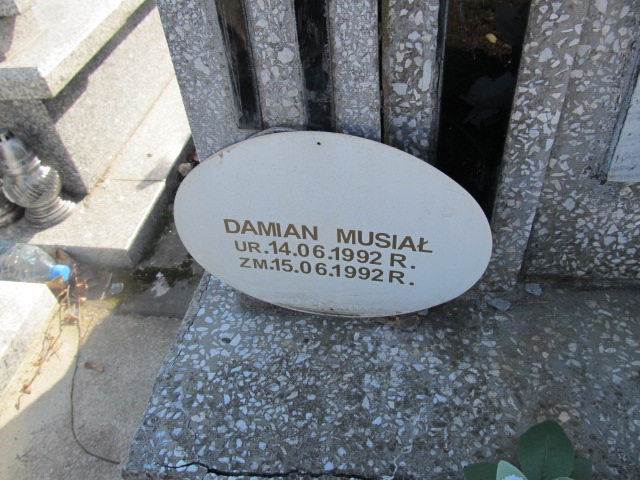 DAMIAN MUSIAŁ
UR.14.06.1992 R.
ZM.15.06.1992 R.